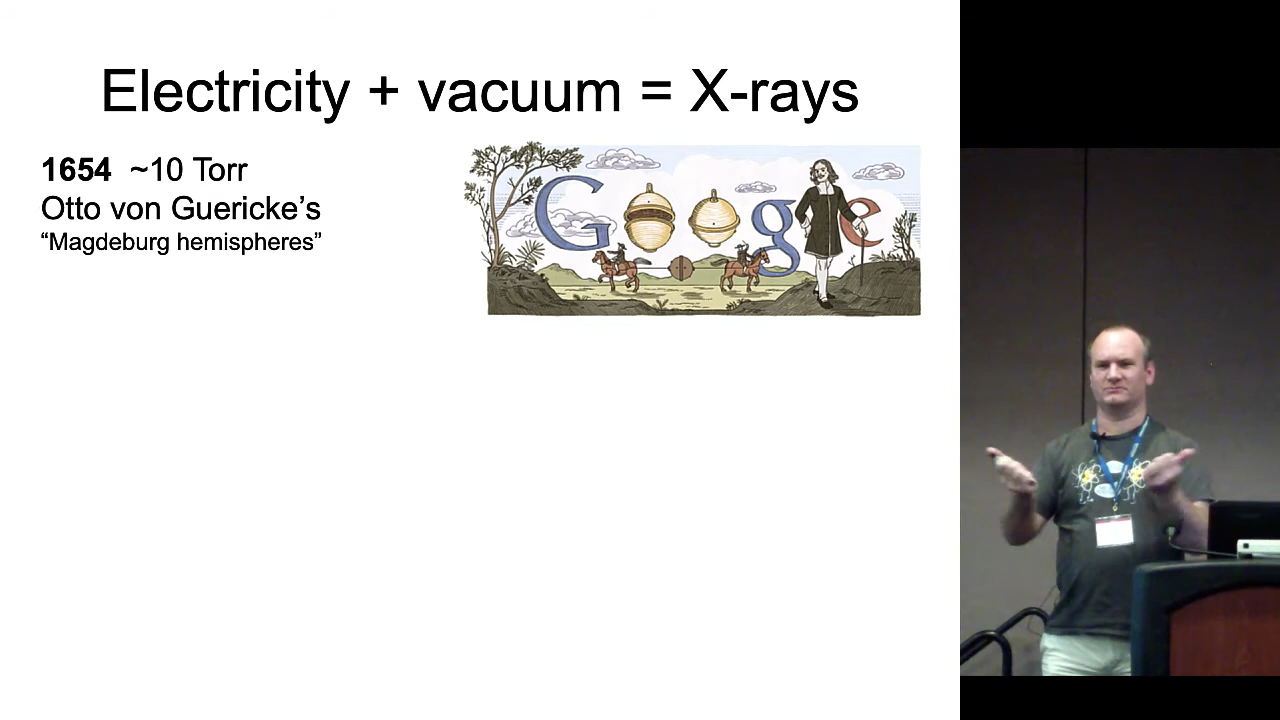 Electricity + vacuum = X-rays
1654 ~10 Torr
Otto von Guericke’s
“Magdeburg hemispheres”
Google